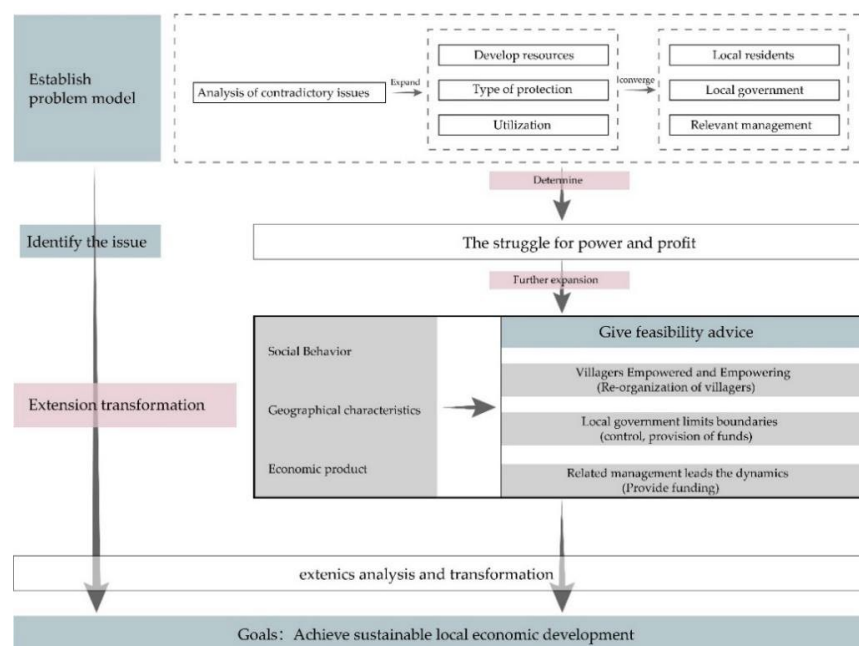 Establish
problem model
Analysis of contradictory issues
Expand
Develop resources
Type of protection
Utilization
converge
Local residents
Local government
Relevant management
Determine
Identify the issue
The struggle for power and profit
Further expansion
Extension transformation
Social Behavior
Geographical characteristics
Economic product
Give feasibility advice
Villagers Empowered and Empowering
(Re-organization of villagers)
Local government limits boundaries
(control, provision of funds)
Related management leads the dynamics
(Provide funding)
extenics analysis and transformation
Goals: Achieve sustainable local economic development